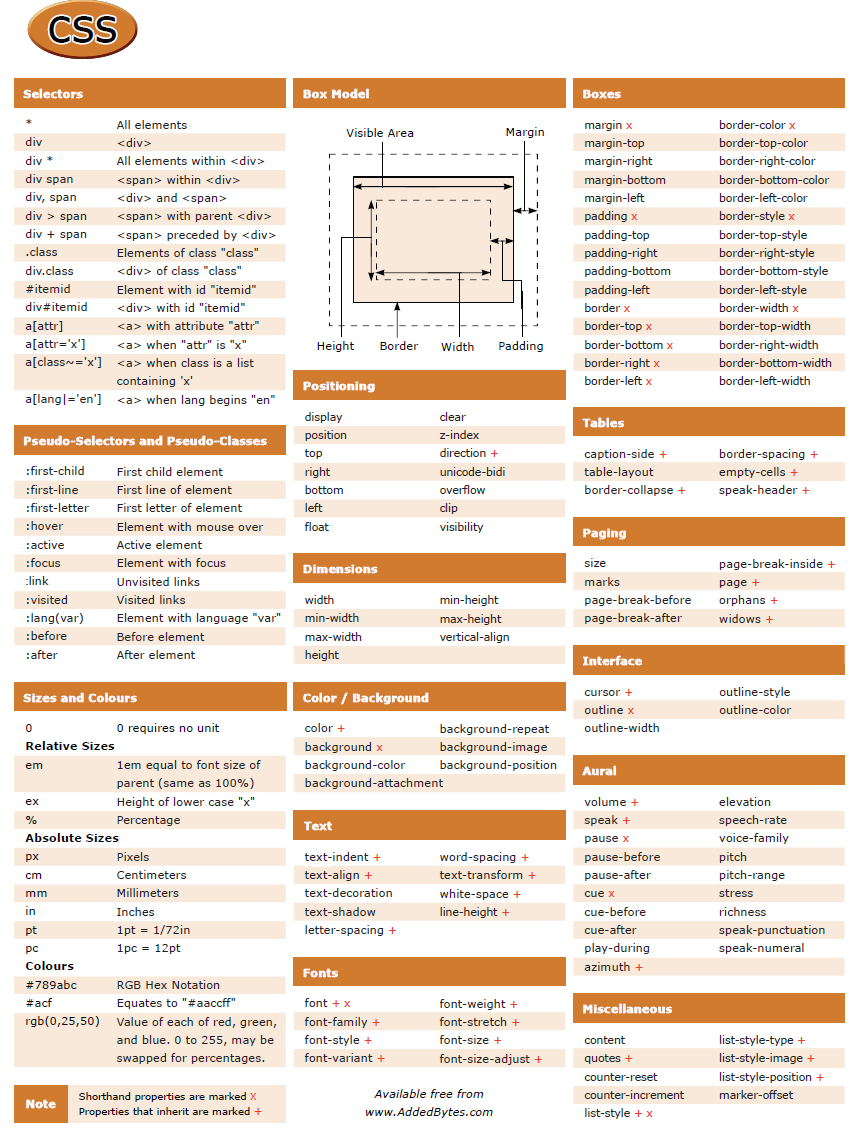 CSS
Selectors
* All elements
div <div>
div * All elements within <div>
div span <span> within <div>
div, span <div> and <span>
div > span <span> with parent <div>
div + span <span> preceded by <div>
.class Elements of class "class"
div.class <div> of class "class"
#itemid Element with id "itemid"
div#itemid <div> with id "itemid"
a[attr] <a> with attribute "attr"
a[attr='x'] <a> when "attr" is "x"
a[class~='x'] <a> when class is a list
containing 'x'
a[lang|='en'] <a> when lang begins "en"
Pseudo-Selectors and Pseudo-Classes
:first-child First child element
:first-line First line of element
:first-letter First letter of element
:hover Element with mouse over
:active Active element
:focus Element with focus
:link Unvisited links
:visited Visited links
:lang(var) Element with language "var"
:before Before element
:after After element
Sizes and Colours
0 0 requires no unit
Relative Sizes
em 1em equal to font size of
parent (same as 100%)
ex Height of lower case "x"
% Percentage
Absolute Sizes
px Pixels
cm Centimeters
mm Millimeters
in Inches
pt 1pt = 1/72in
pc 1pc = 12pt
Colours
#789abc RGB Hex Notation
#acf Equates to "#aaccff"
rgb(0,25,50) Value of each of red, green,
and blue. 0 to 255, may be
swapped for percentages.
Note
Shorthand properties are marked x
Properties that inherit are marked +
Box Model
Visible Area Margin
Height Border Width Padding
Positioning
display clear
position z-index
top direction +
right unicode-bidi
bottom overflow
left clip
float visibility
Dimensions
width min-height
min-width max-height
max-width vertical-align
height
Color / Background
color + background-repeat
background x background-image
background-color background-position
background-attachment
Text
text-indent + word-spacing +
text-align + text-transform +
text-decoration white-space +
text-shadow line-height +
letter-spacing +
Fonts
font + x font-weight +
font-family + font-stretch +
font-style + font-size +
font-variant + font-size-adjust +
Available free from
www.AddedBytes.com
Boxes
margin x border-color x
margin-top border-top-color
margin-right border-right-color
margin-bottom border-bottom-color
margin-left border-left-color
padding x border-style x
padding-top border-top-style
padding-right border-right-style
padding-bottom border-bottom-style
padding-left border-left-style
border x border-width x
border-top x border-top-width
border-bottom x border-right-width
border-right x border-bottom-width
border-left x border-left-width
Tables
caption-side + border-spacing +
table-layout empty-cells +
border-collapse + speak-header +
Paging
size page-break-inside +
marks page +
page-break-before orphans +
page-break-after widows +
Interface
cursor + outline-style
outline x outline-color
outline-width
Aural
volume + elevation
speak + speech-rate
pause x voice-family
pause-before pitch
pause-after pitch-range
cue x stress
cue-before richness
cue-after speak-punctuation
play-during speak-numeral
azimuth +
Miscellaneous
content list-style-type +
quotes + list-style-image +
counter-reset list-style-position +
counter-increment marker-offset
list-style + x